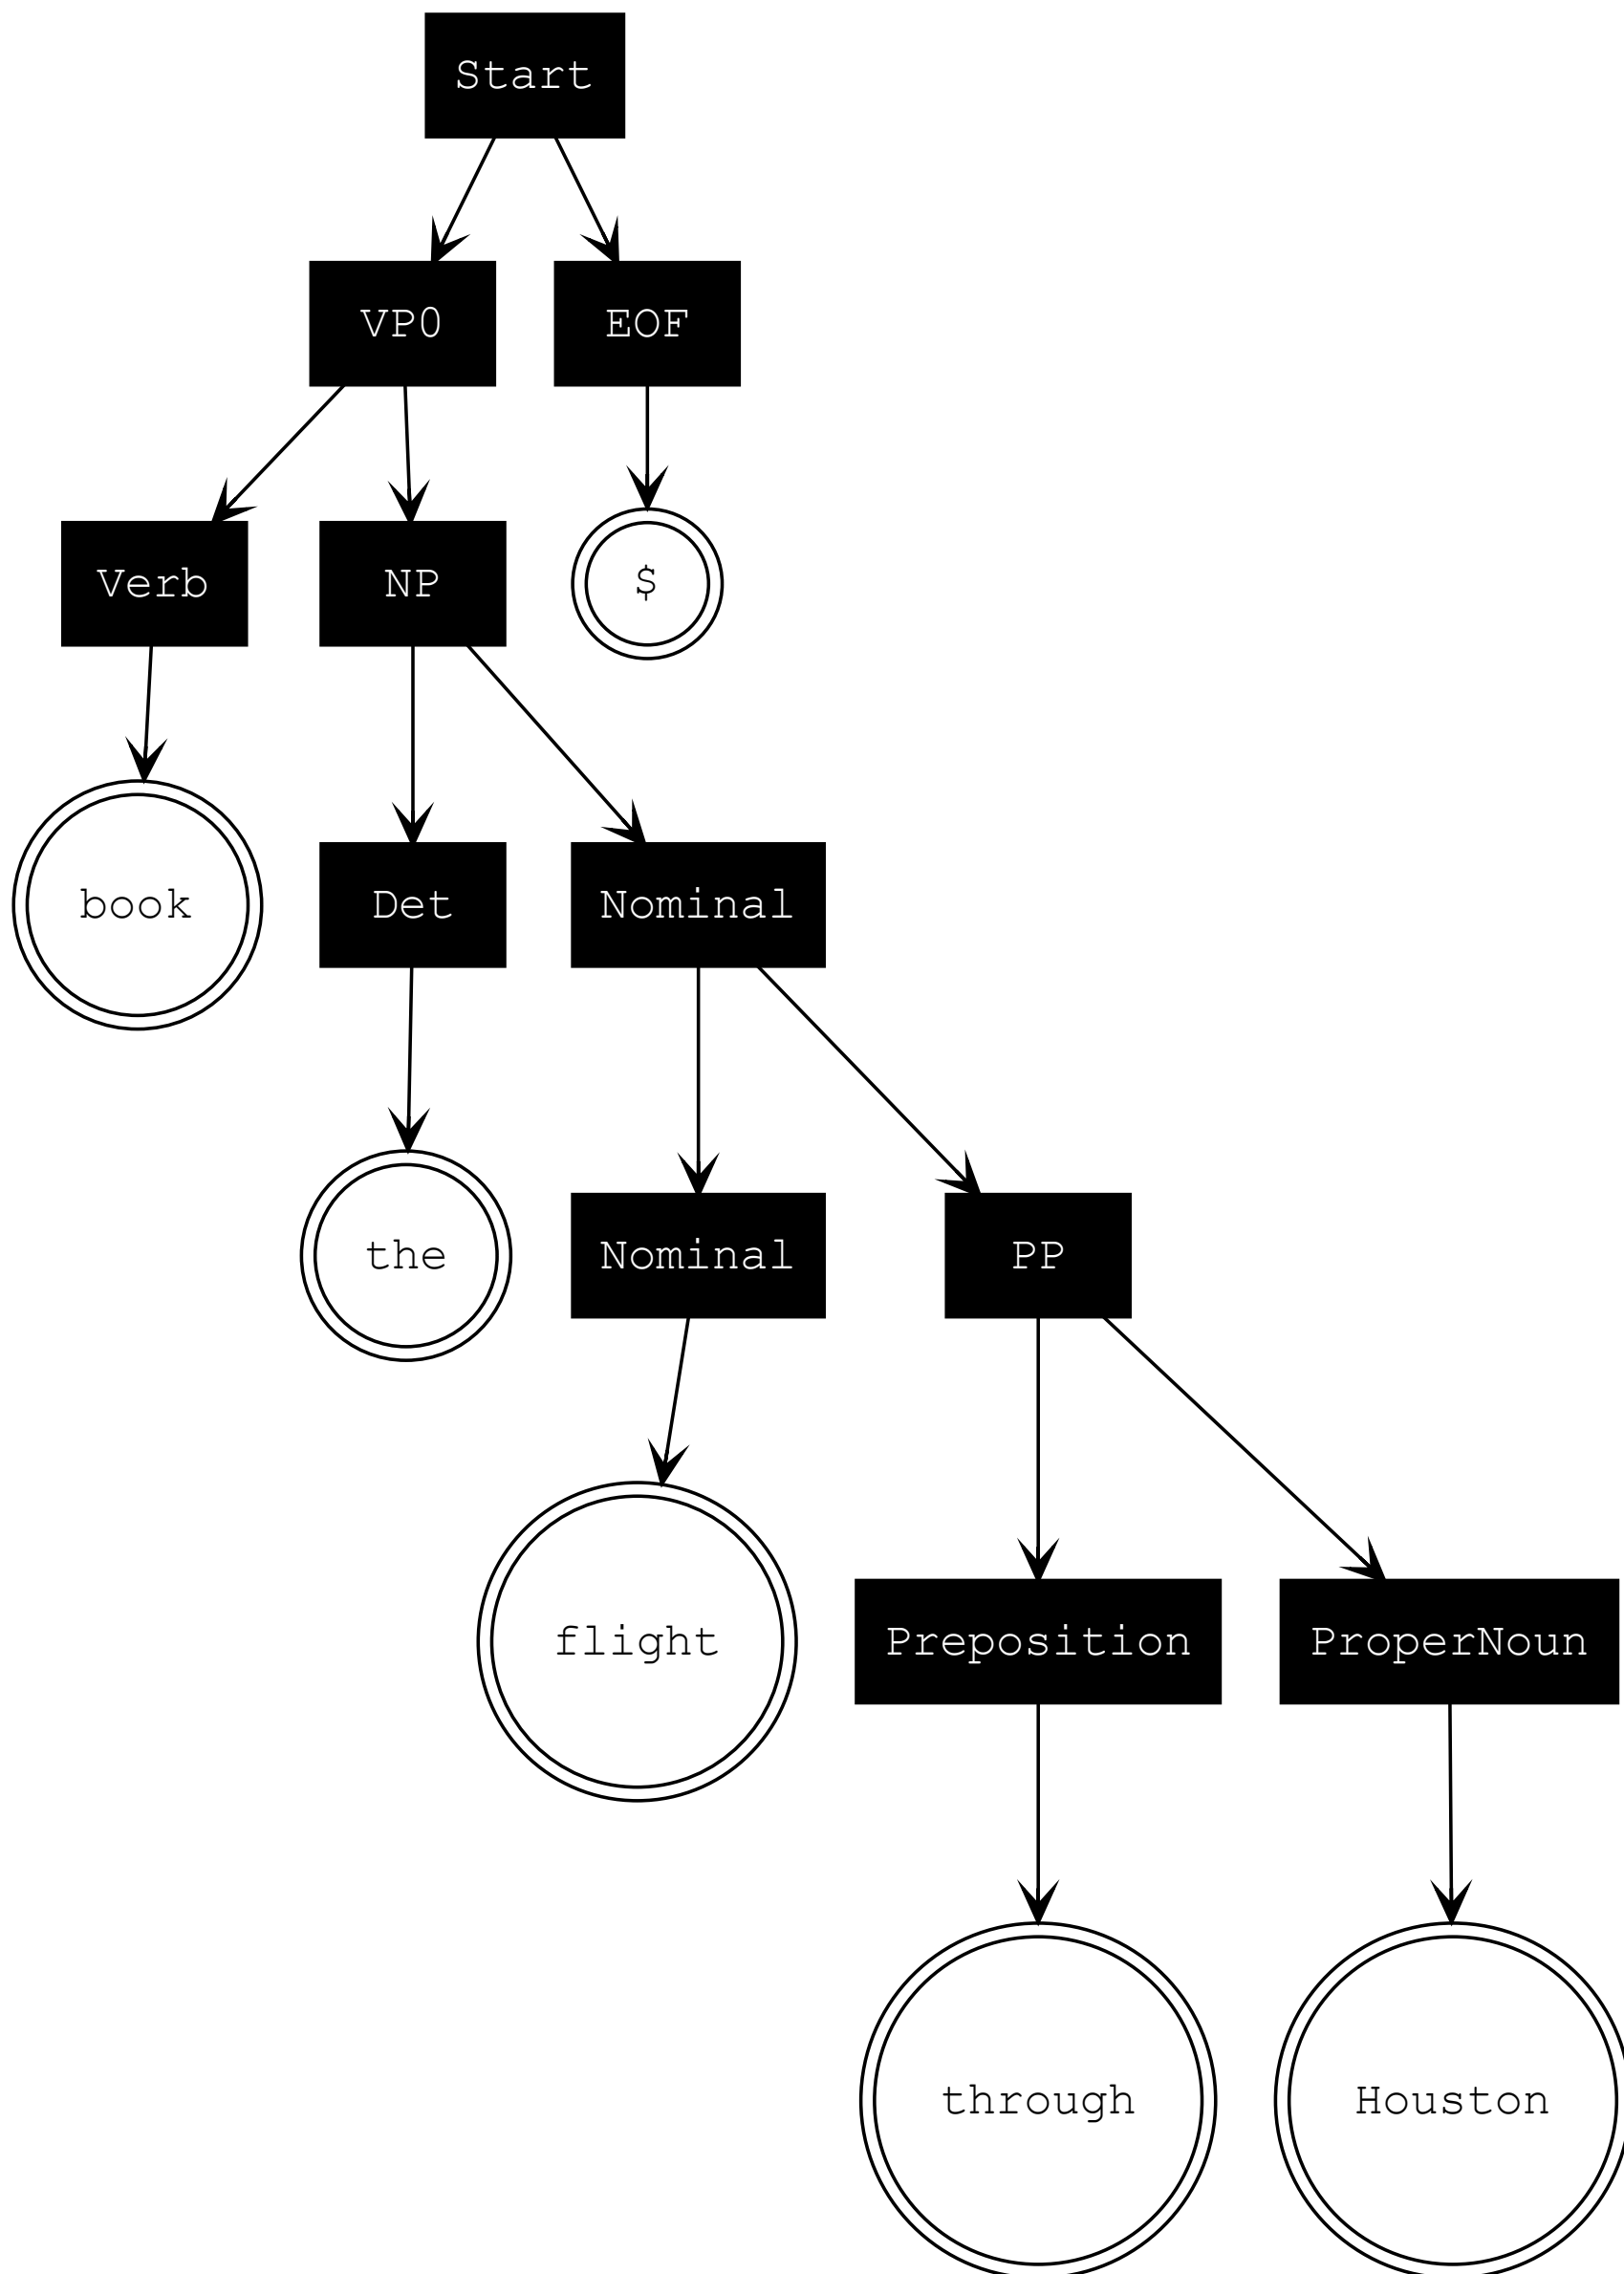 Start
VP0 EOF
Verb NP $
book Det Nominal
the Nominal PP
flight Preposition ProperNoun
through Houston